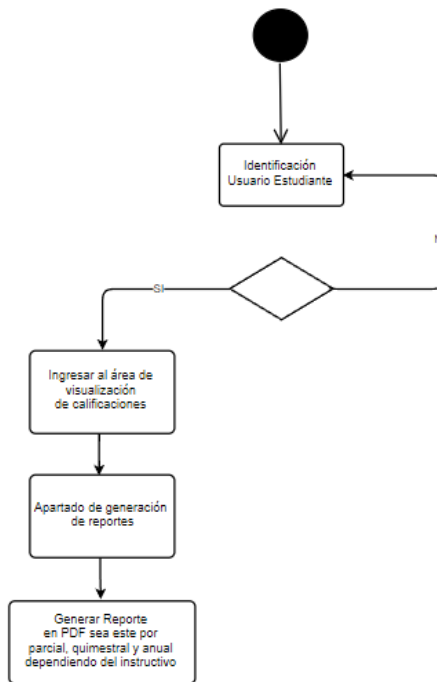 Identificación
Usuario Estudiante
SI
Ingresar al área de
visualización
de calificaciones
Apartado de generación
de reportes
Generar Reporte
en PDF sea este por
parcial, quimestral y anual
dependiendo del instructivo